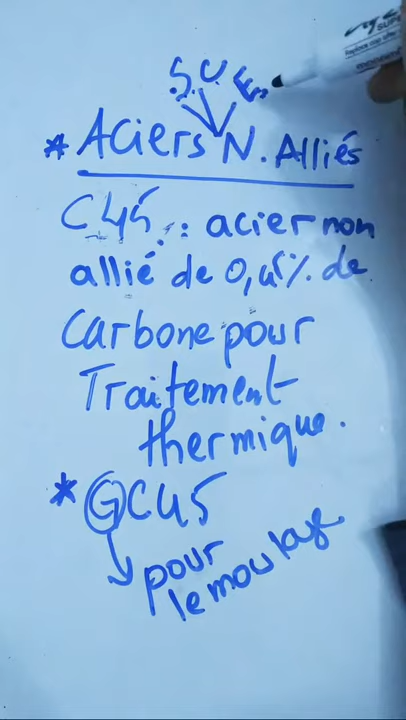 S.U.E.
* Aciers N. Alliés
C45 : acier non
allié de 0,45% de
Carbone pour
Traitement
thermique.
* GC45
pour
le moulage